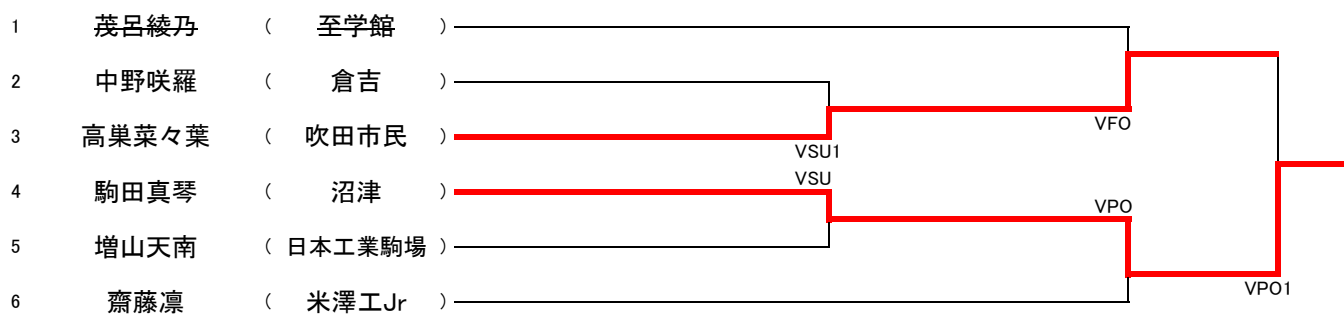 1 茂呂綾乃 ( 至学館 )
2 中野咲羅 ( 倉吉 )
VFO
3 高巣菜々葉 ( 吹田市民 )
VSU1
VSU
4 駒田真琴 ( 沼津 )
VPO
5 増山天南 ( 日本工業駒場 )
VPO1
6 齋藤凛 ( 米澤工Jr )